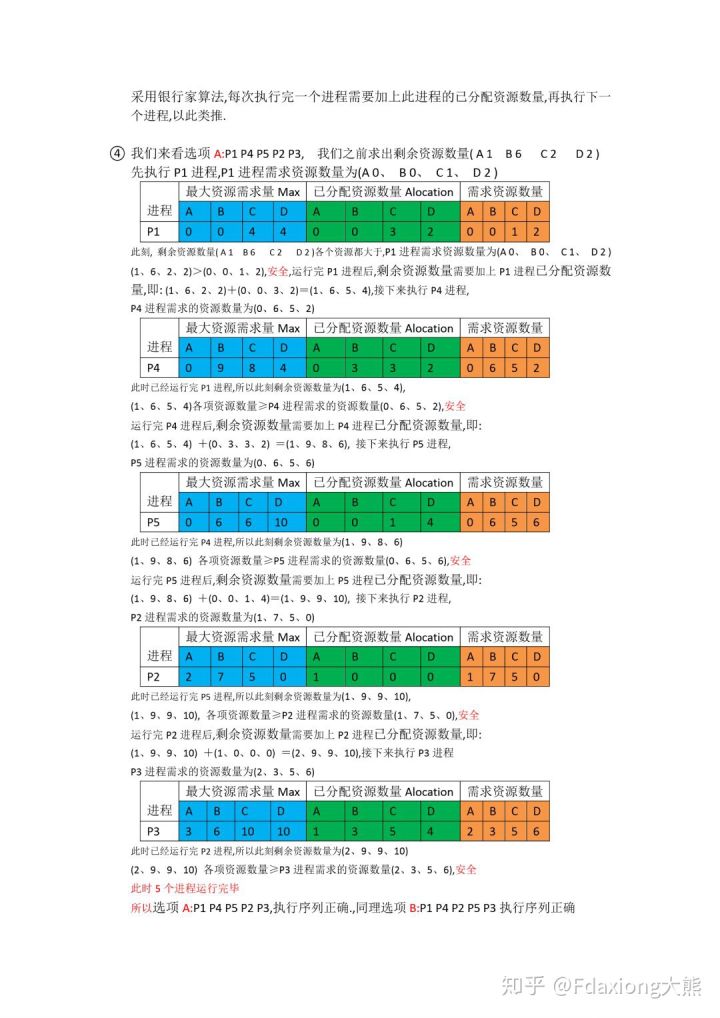 采用银行家算法,每次执行完一个进程需要加上此进程的已分配资源数量,再执行下一
个进程,以此类推.
④ 我们来看选项 A:P1 P4 P5 P2 P3, 我们之前求出剩余资源数量( A 1 B 6 C 2 D 2 )
先执行 P1 进程,P1 进程需求资源数量为(A 0、 B 0、 C 1、 D 2 )
最大资源需求量 Max 已分配资源数量 Alocation 需求资源数量
进程 A B C D A B C D A B C D
P1 0 0 4 4 0 0 3 2 0 0 1 2
此刻, 剩余资源数量( A 1 B 6 C 2 D 2 )各个资源都大于,P1 进程需求资源数量为(A 0、 B 0、 C 1、 D 2 )
(1、6、2、2)＞(0、0、1、2),安全,运行完 P1 进程后,剩余资源数量需要加上 P1 进程已分配资源数
量,即: (1、6、2、2)＋(0、0、3、2)＝(1、6、5、4),接下来执行 P4 进程,
P4 进程需求的资源数量为(0、6、5、2)
最大资源需求量 Max 已分配资源数量 Alocation 需求资源数量
进程 A B C D A B C D A B C D
P4 0 9 8 4 0 3 3 2 0 6 5 2
此时已经运行完 P1 进程,所以此刻剩余资源数量为(1、6、5、4),
(1、6、5、4)各项资源数量≥P4 进程需求的资源数量(0、6、5、2),安全
运行完 P4 进程后,剩余资源数量需要加上 P4 进程已分配资源数量,即:
(1、6、5、4) ＋(0、3、3、2) ＝(1、9、8、6), 接下来执行 P5 进程,
P5 进程需求的资源数量为(0、6、5、6)
最大资源需求量 Max 已分配资源数量 Alocation 需求资源数量
进程 A B C D A B C D A B C D
P5 0 6 6 10 0 0 1 4 0 6 5 6
此时已经运行完 P4 进程,所以此刻剩余资源数量为(1、9、8、6)
(1、9、8、6) 各项资源数量≥P5 进程需求的资源数量(0、6、5、6),安全
运行完 P5 进程后,剩余资源数量需要加上 P5 进程已分配资源数量,即:
(1、9、8、6) ＋(0、0、1、4)＝(1、9、9、10), 接下来执行 P2 进程,
P2 进程需求的资源数量为(1、7、5、0)
最大资源需求量 Max 已分配资源数量 Alocation 需求资源数量
进程 A B C D A B C D A B C D
P2 2 7 5 0 1 0 0 0 1 7 5 0
此时已经运行完 P5 进程,所以此刻剩余资源数量为(1、9、9、10),
(1、9、9、10), 各项资源数量≥P2 进程需求的资源数量(1、7、5、0),安全
运行完 P2 进程后,剩余资源数量需要加上 P2 进程已分配资源数量,即:
(1、9、9、10) ＋(1、0、0、0) ＝(2、9、9、10),接下来执行 P3 进程
P3 进程需求的资源数量为(2、3、5、6)
最大资源需求量 Max 已分配资源数量 Alocation 需求资源数量
进程 A B C D A B C D A B C D
P3 3 6 10 10 1 3 5 4 2 3 5 6
此时已经运行完 P2 进程,所以此刻剩余资源数量为(2、9、9、10)
(2、9、9、10) 各项资源数量≥P3 进程需求的资源数量(2、3、5、6),安全
此时 5 个进程运行完毕
所以选项 A:P1 P4 P5 P2 P3,执行序列正确.,同理选项 B:P1 P4 P2 P5 P3 执行序列正确
知乎 @Fdaxiong大熊